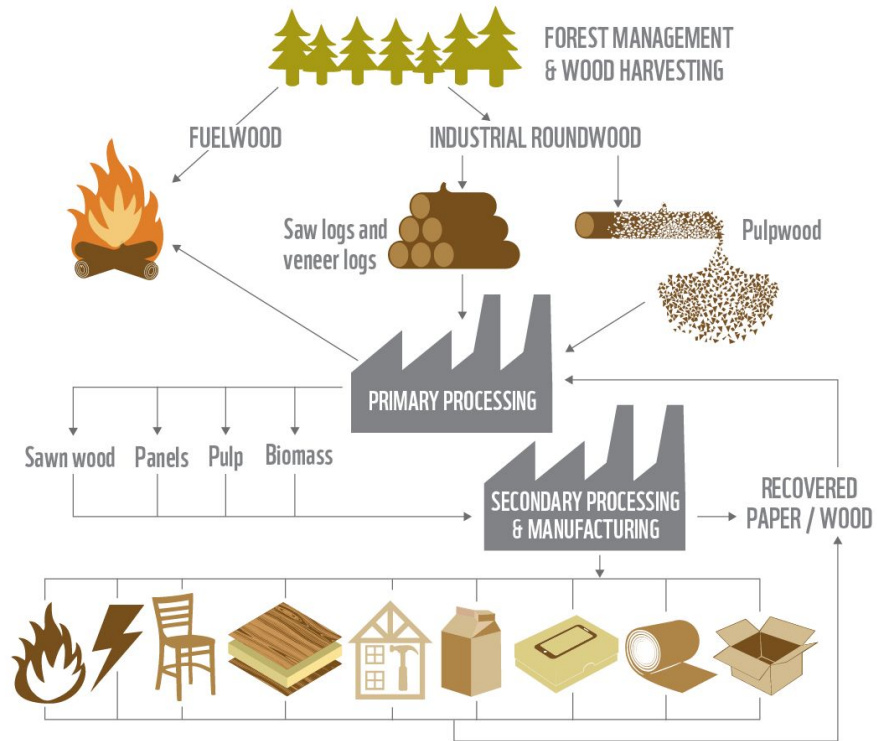 FOREST MANAGEMENT
& WOOD HARVESTING
FUELWOOD
INDUSTRIAL ROUNDWOOD
Saw logs and
veneer logs
Pulpwood
PRIMARY PROCESSING
Sawn wood
Panels
Pulp
Biomass
SECONDARY PROCESSING
& MANUFACTURING
RECOVERED
PAPER / WOOD